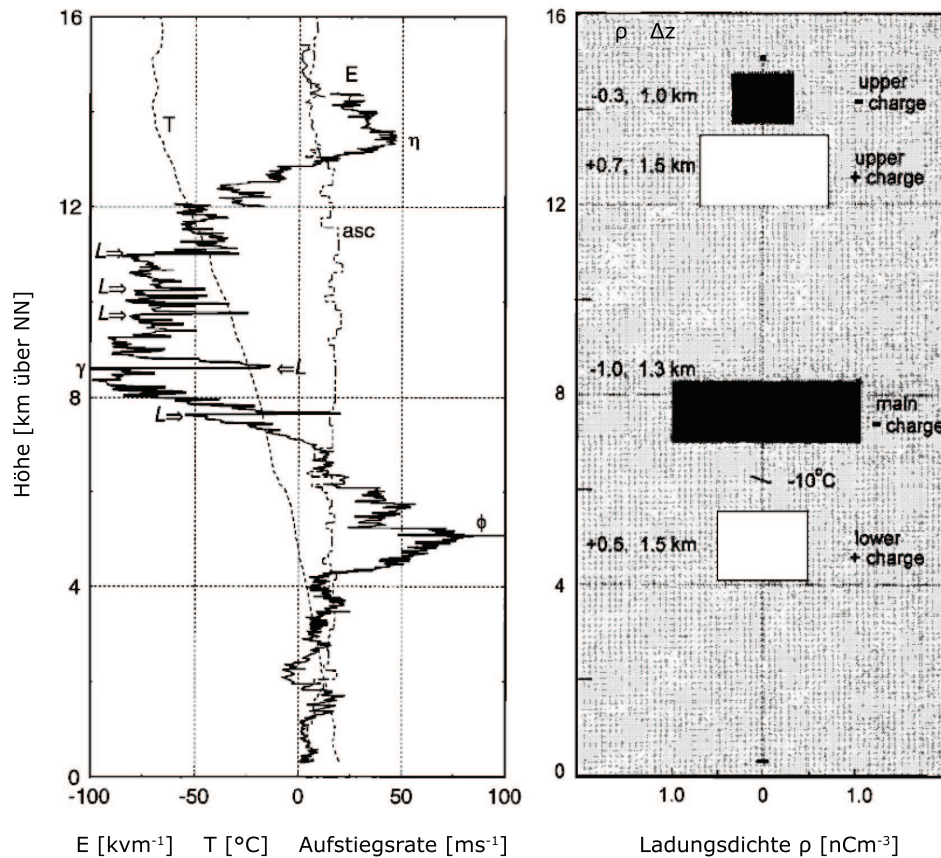 16
12
8
4
0
-100
-50
0
50
100
E
T
η
asc
L⇒
L⇒
L⇒
γ
⇐L
L⇒
ϕ
Höhe [km über NN]
E [kvm-1] T [°C] Aufstiegsrate [ms-1]
16
12
8
4
0
ρ Δz
-0.3, 1.0 km
upper
- charge
+0.7, 1.5 km
upper
+ charge
-1.0, 1.3 km
main
- charge
-10°C
+0.5, 1.5 km
lower
+ charge
1.0
0
1.0
Ladungsdichte ρ [nCm-3]